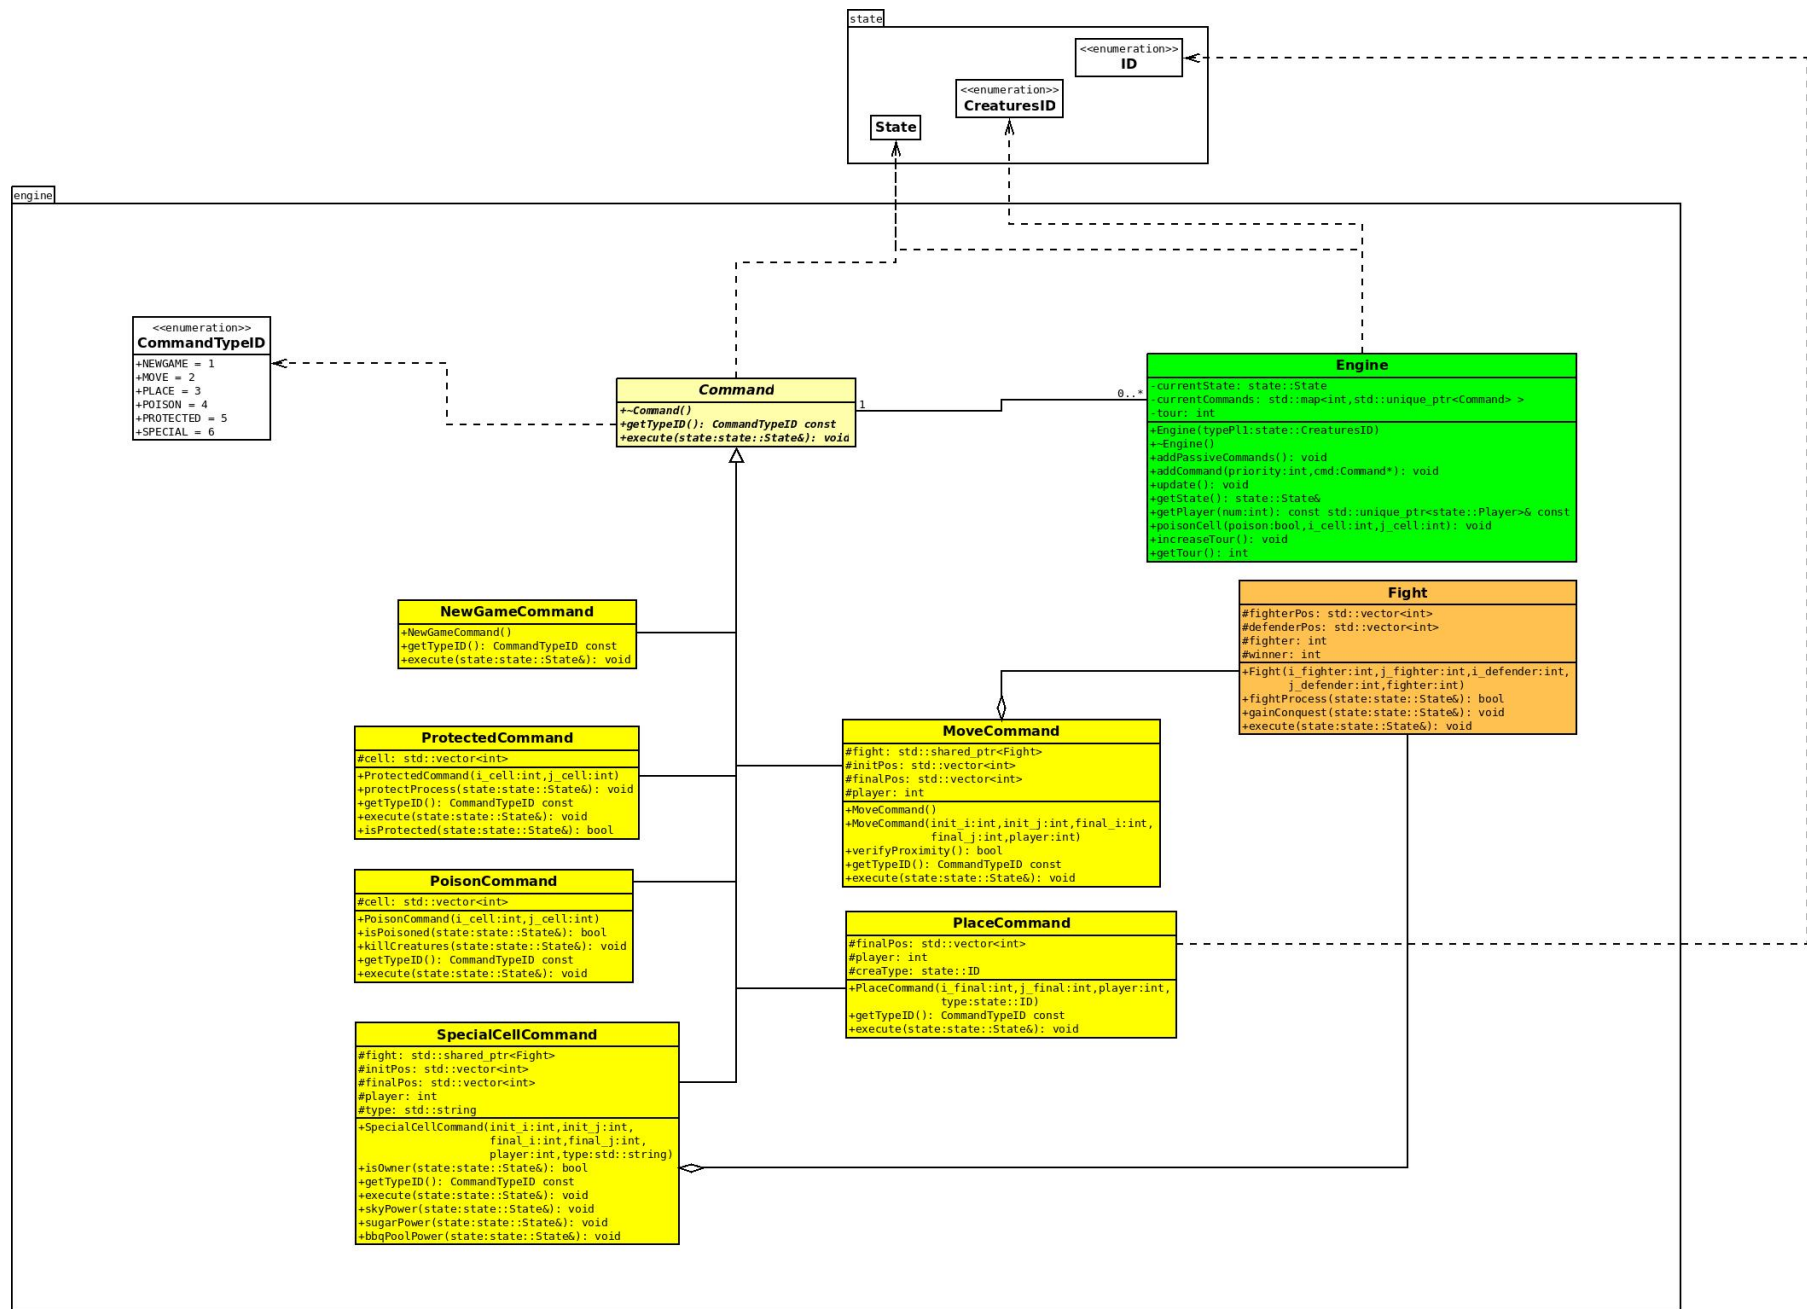 state
<<enumeration>>
ID
<<enumeration>>
CreaturesID
State
engine
<<enumeration>>
CommandTypeID
+NEWGAME = 1
+MOVE = 2
+PLACE = 3
+POISON = 4
+PROTECTED = 5
+SPECIAL = 6
Command
+~Command()
+getTypeID(): CommandTypeID const
+execute(state:state::State&): void
1
0..*
Engine
-currentState: state::State
-currentCommands: std::map<int,std::unique_ptr<Command> >
-tour: int
+Engine(typePl1:state::CreaturesID)
+~Engine()
+addPassiveCommands(): void
+addCommand(priority:int,cmd:Command*): void
+update(): void
+getState(): state::State&
+getPlayer(num:int): const std::unique_ptr<state::Player>& const
+poisonCell(poison:bool,i_cell:int,j_cell:int): void
+increaseTour(): void
+getTour(): int
Fight
#fighterPos: std::vector<int>
#defenderPos: std::vector<int>
#fighter: int
#winner: int
+Fight(i_fighter:int,j_fighter:int,i_defender:int,
j_defender:int,fighter:int)
+fightProcess(state:state::State&): bool
+gainConquest(state:state::State&): void
+execute(state:state::State&): void
NewGameCommand
+NewGameCommand()
+getTypeID(): CommandTypeID const
+execute(state:state::State&): void
ProtectedCommand
#cell: std::vector<int>
+ProtectedCommand(i_cell:int,j_cell:int)
+protectProcess(state:state::State&): void
+getTypeID(): CommandTypeID const
+execute(state:state::State&): void
+isProtected(state:state::State&): bool
MoveCommand
#fight: std::shared_ptr<Fight>
#initPos: std::vector<int>
#finalPos: std::vector<int>
#player: int
+MoveCommand()
+MoveCommand(init_i:int,init_j:int,final_i:int,
final_j:int,player:int)
+verifyProximity(): bool
+getTypeID(): CommandTypeID const
+execute(state:state::State&): void
PoisonCommand
#cell: std::vector<int>
+PoisonCommand(i_cell:int,j_cell:int)
+isPoisoned(state:state::State&): bool
+killCreatures(state:state::State&): void
+getTypeID(): CommandTypeID const
+execute(state:state::State&): void
PlaceCommand
#finalPos: std::vector<int>
#player: int
#creaType: state::ID
+PlaceCommand(i_final:int,j_final:int,player:int,
type:state::ID)
+getTypeID(): CommandTypeID const
+execute(state:state::State&): void
SpecialCellCommand
#fight: std::shared_ptr<Fight>
#initPos: std::vector<int>
#finalPos: std::vector<int>
#player: int
#type: std::string
+SpecialCellCommand(init_i:int,init_j:int,
final_i:int,final_j:int,
player:int,type:std::string)
+isOwner(state:state::State&): bool
+getTypeID(): CommandTypeID const
+execute(state:state::State&): void
+skyPower(state:state::State&): void
+sugarPower(state:state::State&): void
+bbqPoolPower(state:state::State&): void